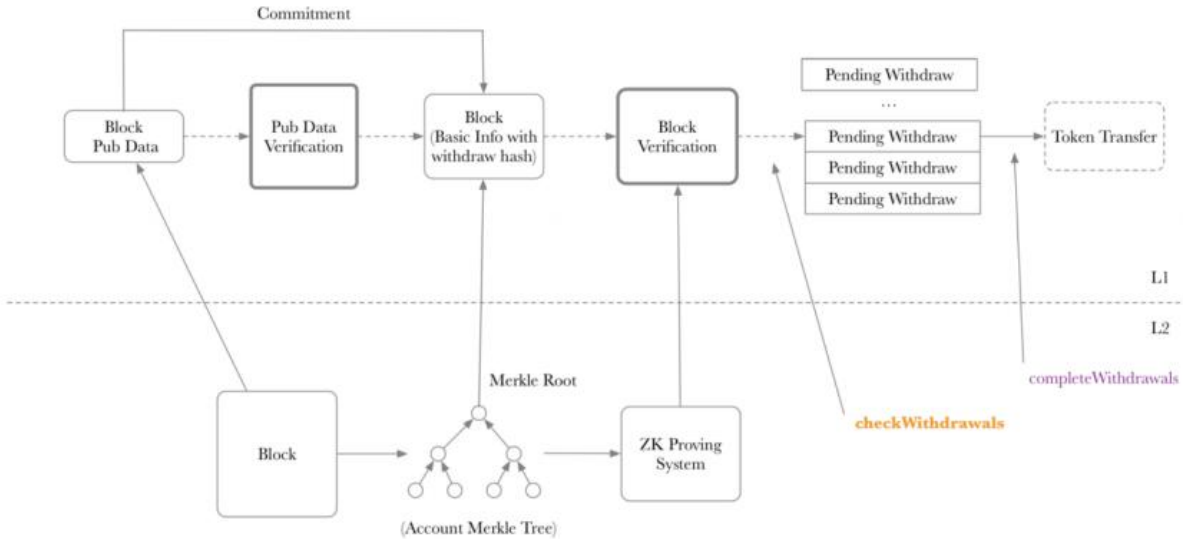 Commitment
Block
Pub Data
Pub Data
Verification
Block
(Basic Info with
withdraw hash)
Block
Verification
Pending Withdraw
...
Pending Withdraw
Pending Withdraw
Pending Withdraw
Token Transfer
L1
L2
completeWithdrawals
checkWithdrawals
Merkle Root
Block
ZK Proving
System
(Account Merkle Tree)